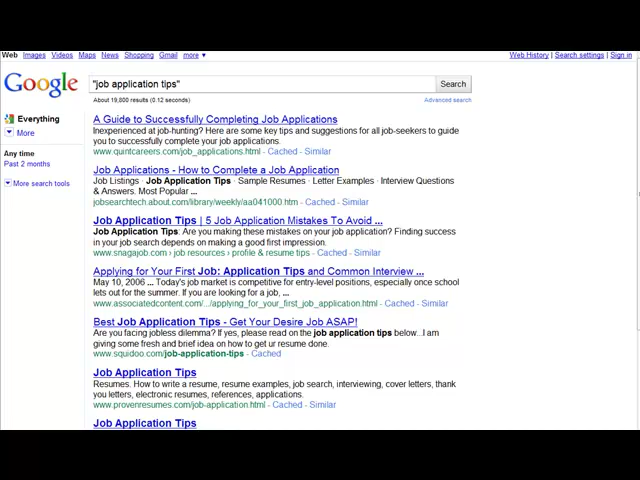 Web Images Videos Maps News Shopping Gmail more ▼ Web History | Search settings | Sign in
Google "job application tips" Search
About 19,800 results (0.12 seconds) Advanced search
Everything
More
Any time
Past 2 months
More search tools
A Guide to Successfully Completing Job Applications
Inexperienced at job-hunting? Here are some key tips and suggestions for all job-seekers to guide
you to successfully complete your job applications.
www.quintcareers.com/job_applications.html - Cached - Similar
Job Applications - How to Complete a Job Application
Job Listings · Job Application Tips · Sample Resumes · Letter Examples · Interview Questions
& Answers. Most Popular ...
jobsearchtech.about.com/library/weekly/aa041000.htm - Cached - Similar
Job Application Tips | 5 Job Application Mistakes To Avoid ...
Job Application Tips: Are you making these mistakes on your job application? Finding success
in your job search depends on making a good first impression.
www.snagajob.com › job resources › profile & resume tips - Cached - Similar
Applying for Your First Job: Application Tips and Common Interview ...
May 10, 2006 ... Today's job market is competitive for entry-level positions, especially once school
lets out for the summer. If you are looking for a job, ...
www.associatedcontent.com/.../applying_for_your_first_job_application.html - Cached - Similar
Best Job Application Tips - Get Your Desire Job ASAP!
Are you facing jobless dilemma? If yes, please read on the job application tips below...I am
giving some fresh and brief idea on how to get ur resume done.
www.squidoo.com/job-application-tips - Cached
Job Application Tips
Resumes. How to write a resume, resume examples, job search, interviewing, cover letters, thank
you letters, electronic resumes, references, applications.
www.provenresumes.com/job-application.html - Cached - Similar
Job Application Tips